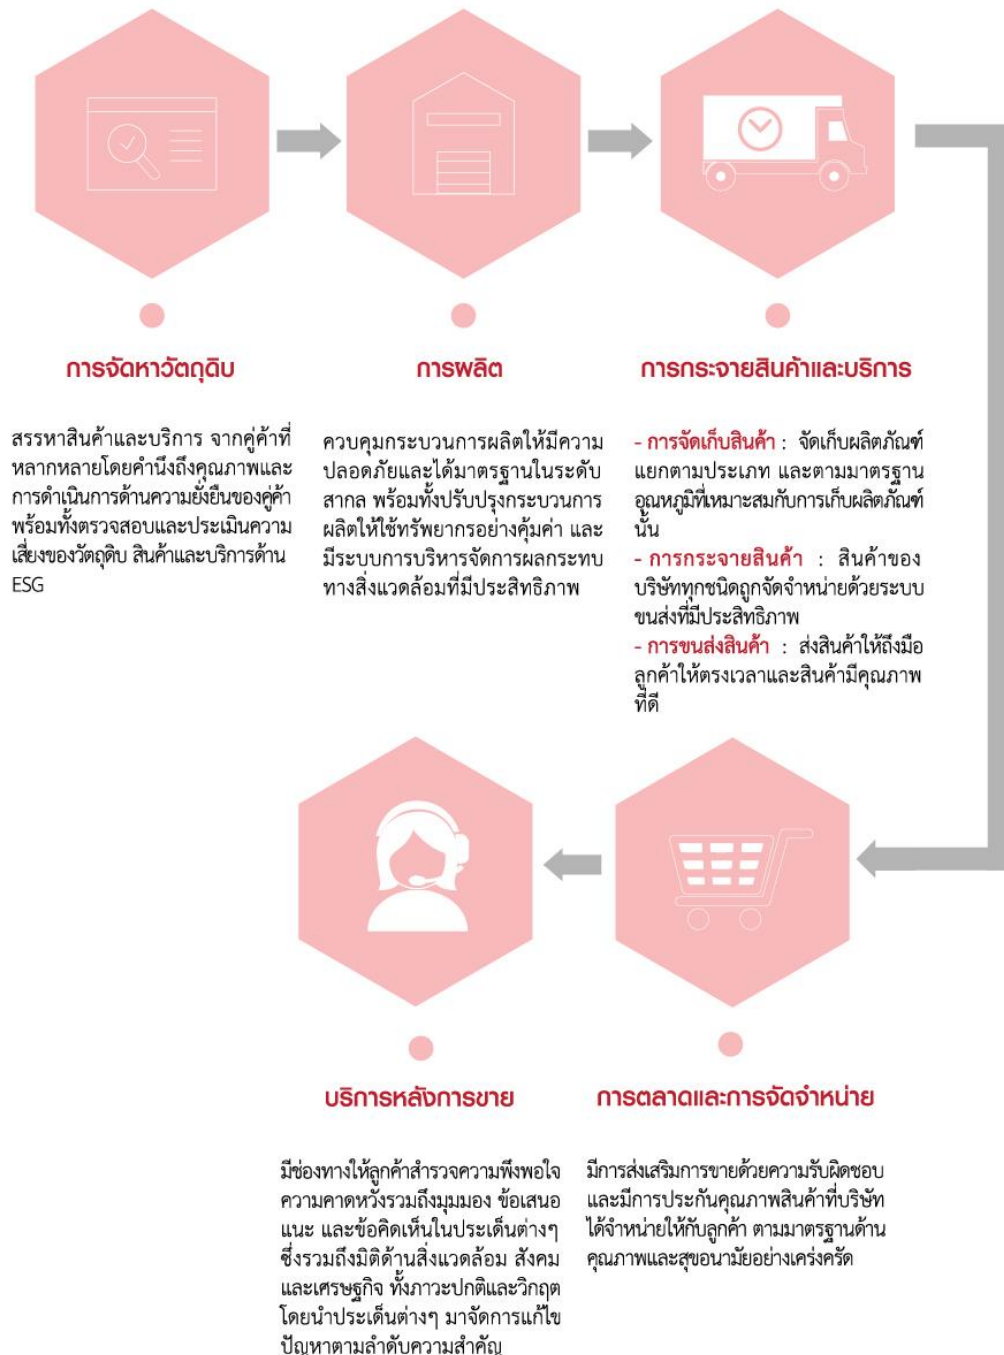 การจัดหาวัตถุดิบ
สรรหาสินค้าและบริการ จากคู่ค้าที่
หลากหลายโดยคำนึงถึงคุณภาพและ
การดำเนินการด้านความยั่งยืนของคู่ค้า
พร้อมทั้งตรวจสอบและประเมินความ
เสี่ยงของวัตถุดิบ สินค้าและบริการด้าน
ESG
การผลิต
ควบคุมกระบวนการผลิตให้มีความ
ปลอดภัยและได้มาตรฐานในระดับ
สากล พร้อมทั้งปรับปรุงกระบวนการ
ผลิตให้ใช้ทรัพยากรอย่างคุ้มค่า และ
มีระบบการบริหารจัดการผลกระทบ
ทางสิ่งแวดล้อมที่มีประสิทธิภาพ
การกระจายสินค้าและบริการ
- การจัดเก็บสินค้า : จัดเก็บผลิตภัณฑ์
แยกตามประเภท และตามมาตรฐาน
อุณหภูมิที่เหมาะสมกับการเก็บผลิตภัณฑ์
นั้น
- การกระจายสินค้า : สินค้าของ
บริษัททุกชนิดถูกจัดจำหน่ายด้วยระบบ
ขนส่งที่มีประสิทธิภาพ
- การขนส่งสินค้า : ส่งสินค้าให้ถึงมือ
ลูกค้าให้ตรงเวลาและสินค้ามีคุณภาพ
ที่ดี
การตลาดและการจัดจำหน่าย
มีการส่งเสริมการขายด้วยความรับผิดชอบ
และมีการประกันคุณภาพสินค้าที่บริษัท
ได้จำหน่ายให้กับลูกค้า ตามมาตรฐานด้าน
คุณภาพและสุขอนามัยอย่างเคร่งครัด
บริการหลังการขาย
มีช่องทางให้ลูกค้าสำรวจความพึงพอใจ
ความคาดหวังรวมถึงมุมมอง ข้อเสนอ
แนะ และข้อคิดเห็นในประเด็นต่างๆ
ซึ่งรวมถึงมิติด้านสิ่งแวดล้อม สังคม
และเศรษฐกิจ ทั้งภาวะปกติและวิกฤต
โดยนำประเด็นต่างๆ มาจัดการแก้ไข
ปัญหาตามลำดับความสำคัญ